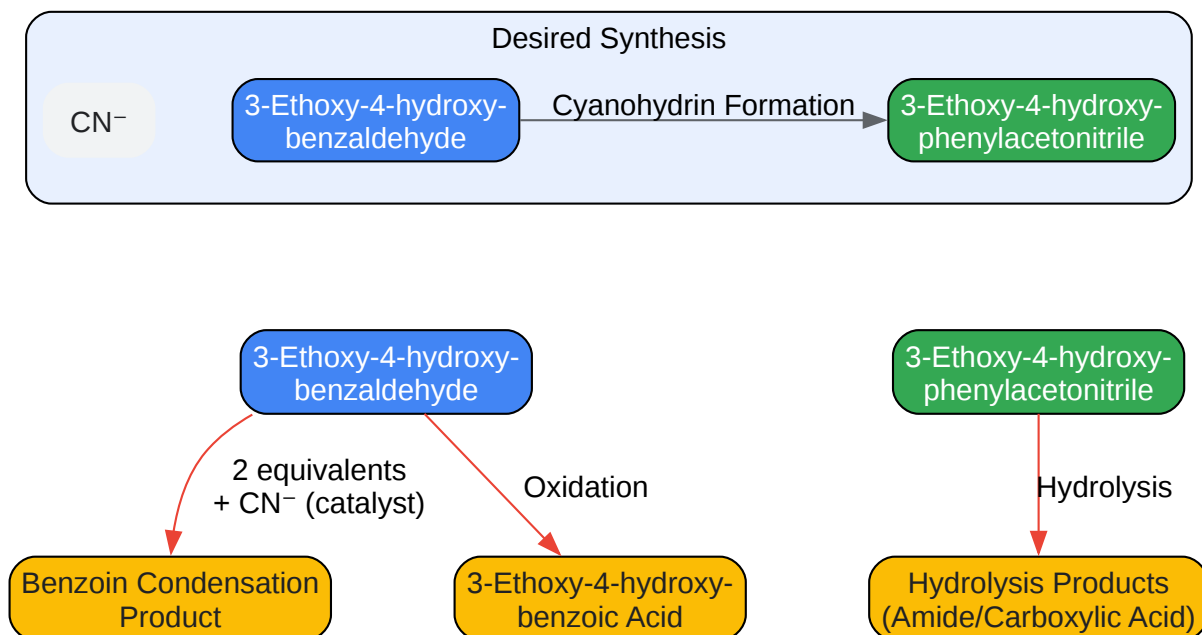 Desired Synthesis
CN⁻
3-Ethoxy-4-hydroxy-
benzaldehyde
Cyanohydrin Formation
3-Ethoxy-4-hydroxy-
phenylacetonitrile
3-Ethoxy-4-hydroxy-
benzaldehyde
3-Ethoxy-4-hydroxy-
phenylacetonitrile
2 equivalents
+ CN⁻ (catalyst)
Oxidation
Hydrolysis
Benzoin Condensation
Product
3-Ethoxy-4-hydroxy-
benzoic Acid
Hydrolysis Products
(Amide/Carboxylic Acid)